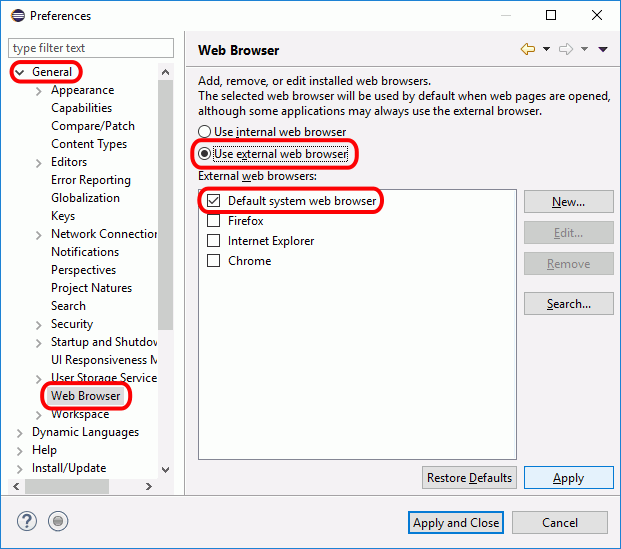 Preferences
type filter text
General
Appearance
Capabilities
Compare/Patch
Content Types
Editors
Error Reporting
Globalization
Keys
Network Connection
Notifications
Perspectives
Project Natures
Search
Security
Startup and Shutdow
UI Responsiveness M
User Storage Service
Web Browser
Workspace
Dynamic Languages
Help
Install/Update
Web Browser
Add, remove, or edit installed web browsers.
The selected web browser will be used by default when web pages are opened,
although some applications may always use the external browser.
Use internal web browser
Use external web browser
External web browsers:
Default system web browser
Firefox
Internet Explorer
Chrome
New...
Edit...
Remove
Search...
Restore Defaults
Apply
?
Apply and Close
Cancel